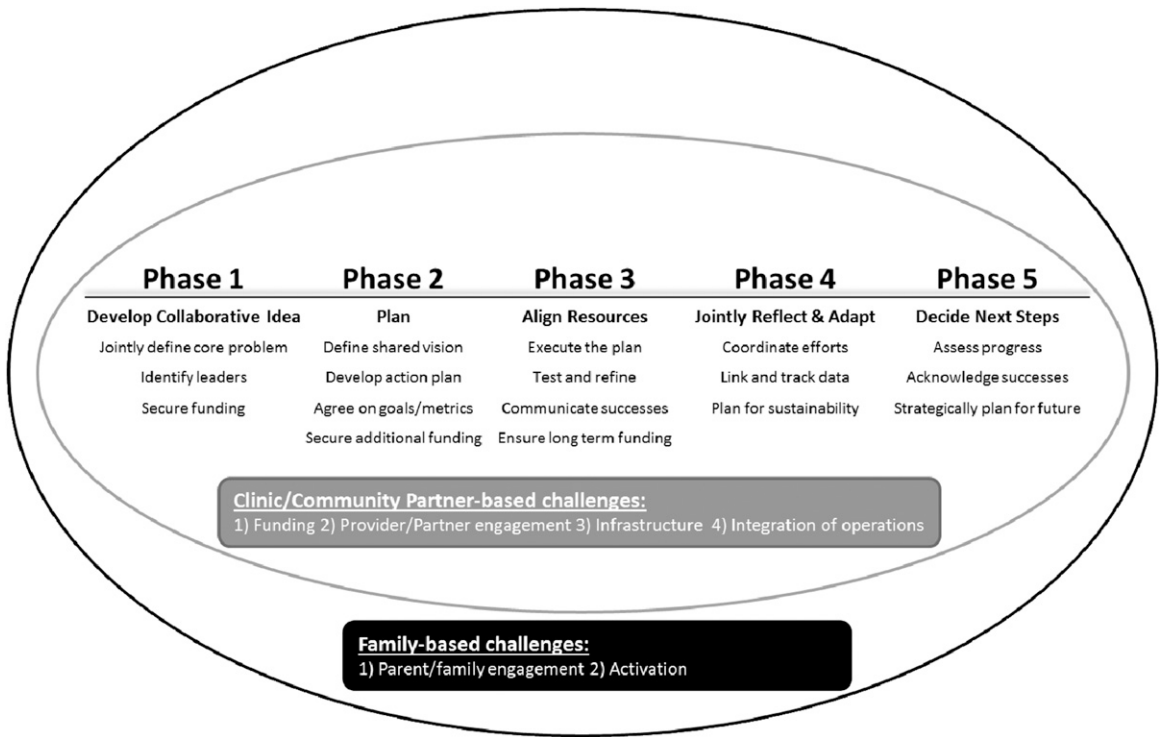 Phase 1 Phase 2 Phase 3 Phase 4 Phase 5
Develop Collaborative Idea Plan Align Resources Jointly Reflect & Adapt Decide Next Steps
Jointly define core problem Define shared vision Execute the plan Coordinate efforts Assess progress
Identify leaders Develop action plan Test and refine Link and track data Acknowledge successes
Secure funding Agree on goals/metrics Communicate successes Plan for sustainability Strategically plan for future
Secure additional funding Ensure long term funding
Clinic/Community Partner-based challenges:
1) Funding 2) Provider/Partner engagement 3) Infrastructure 4) Integration of operations
Family-based challenges:
1) Parent/family engagement 2) Activation